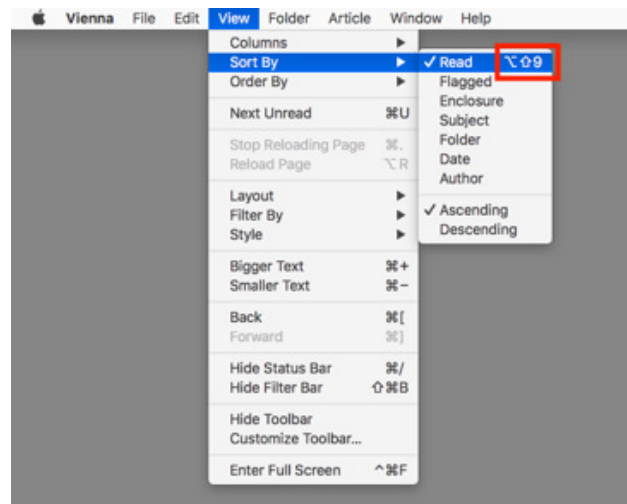 Vienna File Edit View Folder Article Window Help
Columns ▶
Sort By ▶
Order By ▶
Next Unread ⌘U
Stop Reloading Page ⌘.
Reload Page ⌥R
Layout ▶
Filter By ▶
Style ▶
Bigger Text ⌘+
Smaller Text ⌘−
Back ⌘[
Forward ⌘]
Hide Status Bar ⌘/
Hide Filter Bar ⇧⌘B
Hide Toolbar
Customize Toolbar...
Enter Full Screen ^⌘F
✓ Read ⌥⇧9
Flagged
Enclosure
Subject
Folder
Date
Author
✓ Ascending
Descending